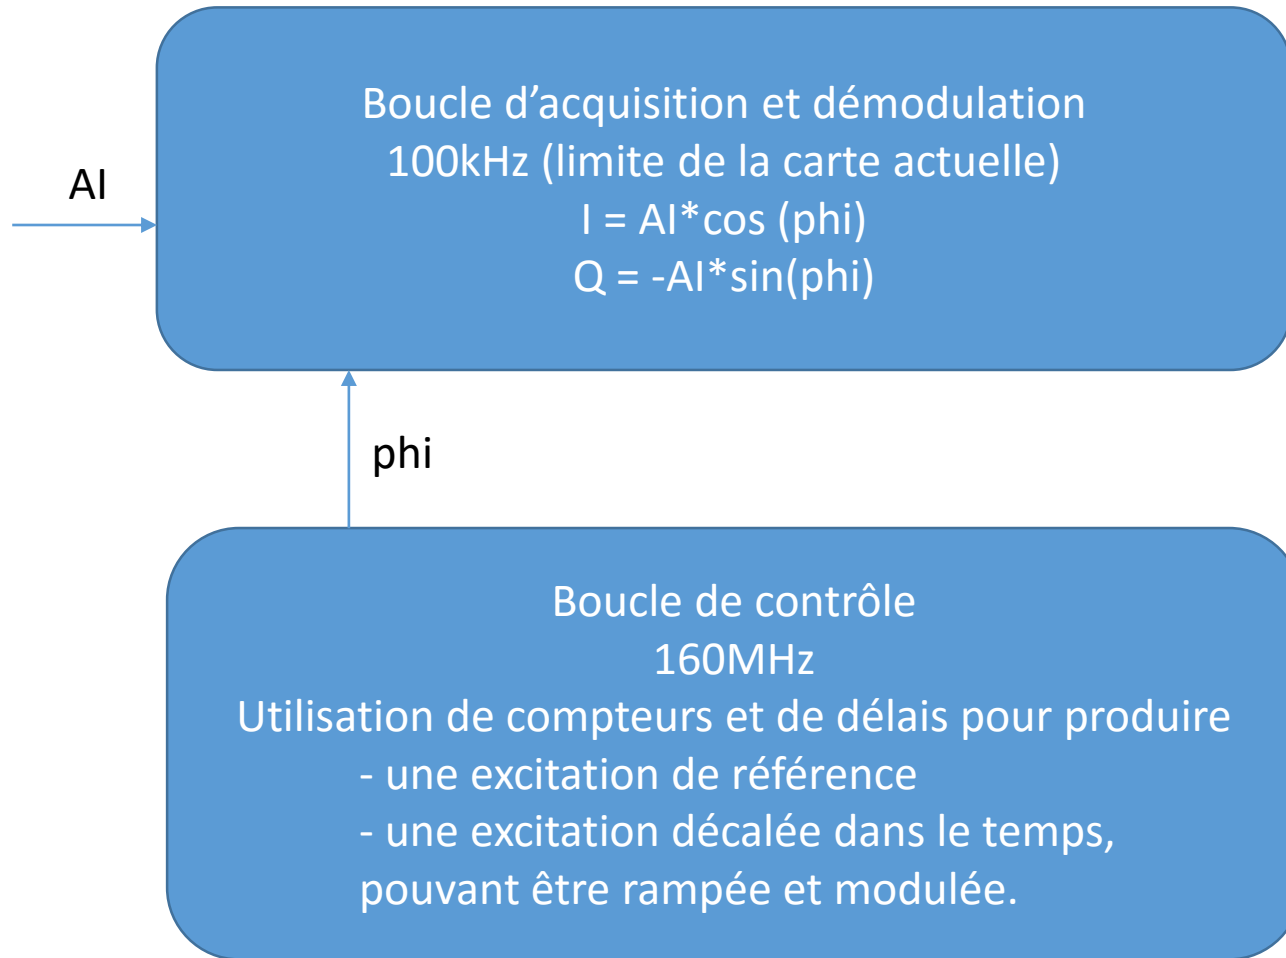 Boucle d’acquisition et démodulation
100kHz (limite de la carte actuelle)
I = AI*cos (phi)
Q = -AI*sin(phi)
AI
phi
Boucle de contrôle
160MHz
Utilisation de compteurs et de délais pour produire
- une excitation de référence
- une excitation décalée dans le temps,
pouvant être rampée et modulée.